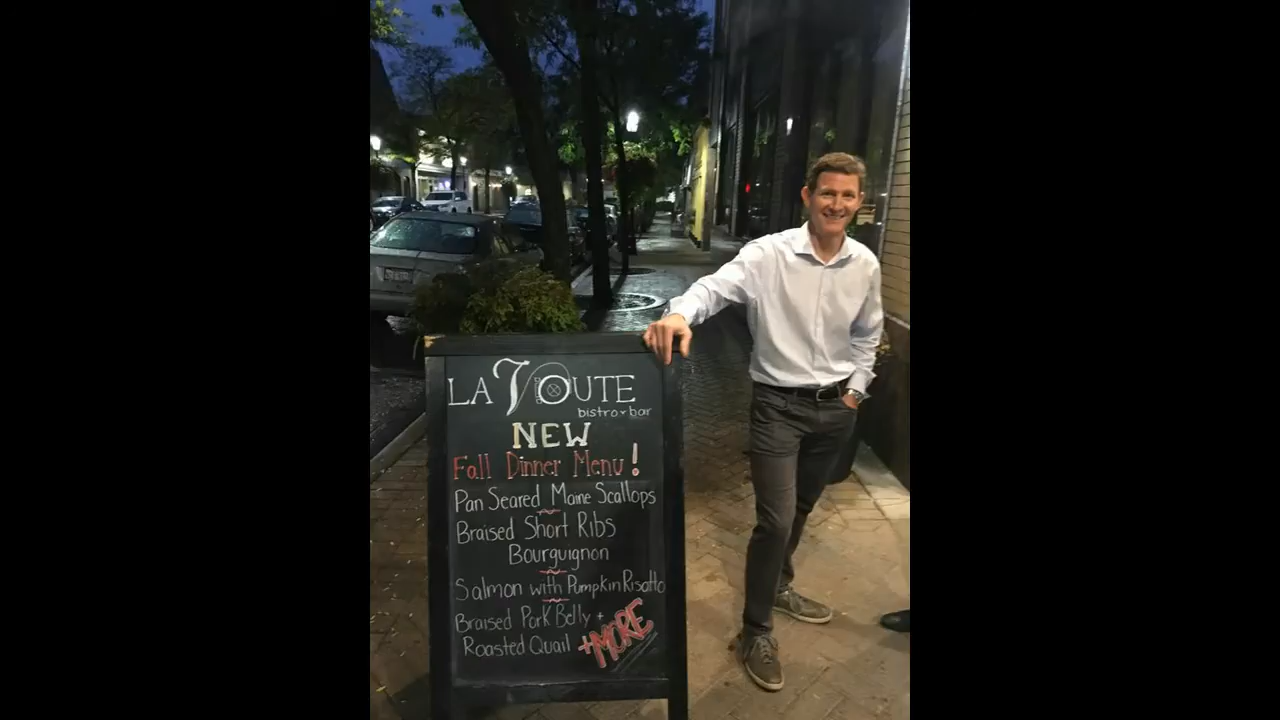 LA VOUTE
bistro + bar
NEW
Fall Dinner Menu!
Pan Seared Maine Scallops
Braised Short Ribs
Bourguignon
Salmon with Pumpkin Risotto
Braised Pork Belly +
Roasted Quail +MORE